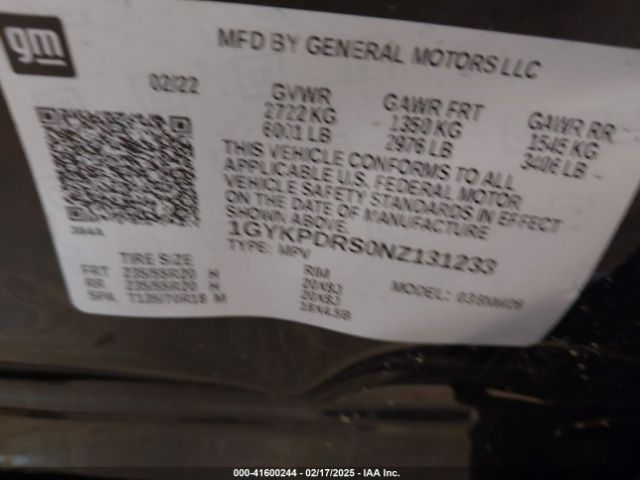 gm
MFD BY GENERAL MOTORS LLC
02/22
GVWR
2722 KG
6001 LB
GAWR FRT
1350 KG
2976 LB
GAWR RR
1545 KG
3406 LB
THIS VEHICLE CONFORMS TO ALL
APPLICABLE U.S. FEDERAL MOTOR
VEHICLE SAFETY STANDARDS IN EFFECT
ON THE DATE OF MANUFACTURE
SHOWN ABOVE.
1GYKPDRS0NZ131233
TYPE: MPV
TIRE SIZE
RIM
FRT 235/55R20 H 20X8J
RR 235/55R20 H 20X8J
SPA T135/70R18 M 18X4.5B
MODEL:
000-41600244 - 02/17/2025 - IAA Inc.